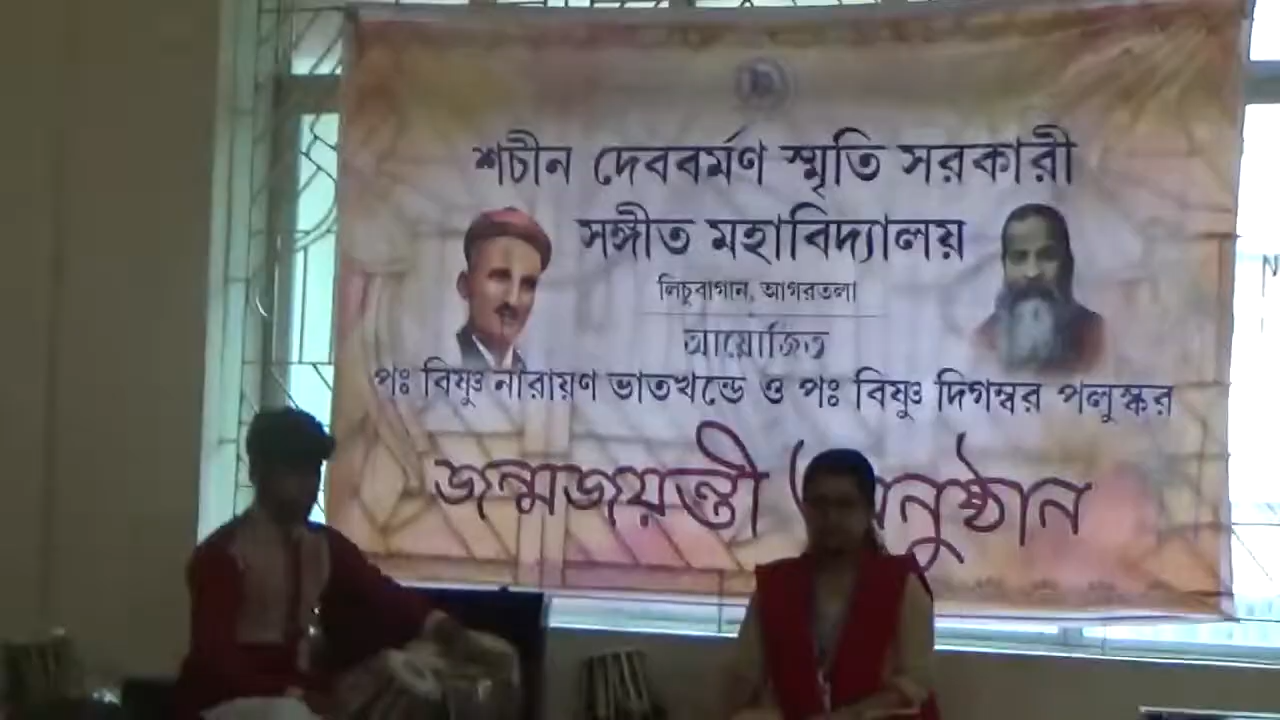 শচীন দেববর্মণ স্মৃতি সরকারী
সঙ্গীত মহাবিদ্যালয়
লিচুবাগান, আগরতলা
আয়োজিত
পঃ বিষ্ণু নারায়ণ ভাতখন্ডে ও পঃ বিষ্ণু দিগম্বর পলুস্কর
জন্মজয়ন্তী